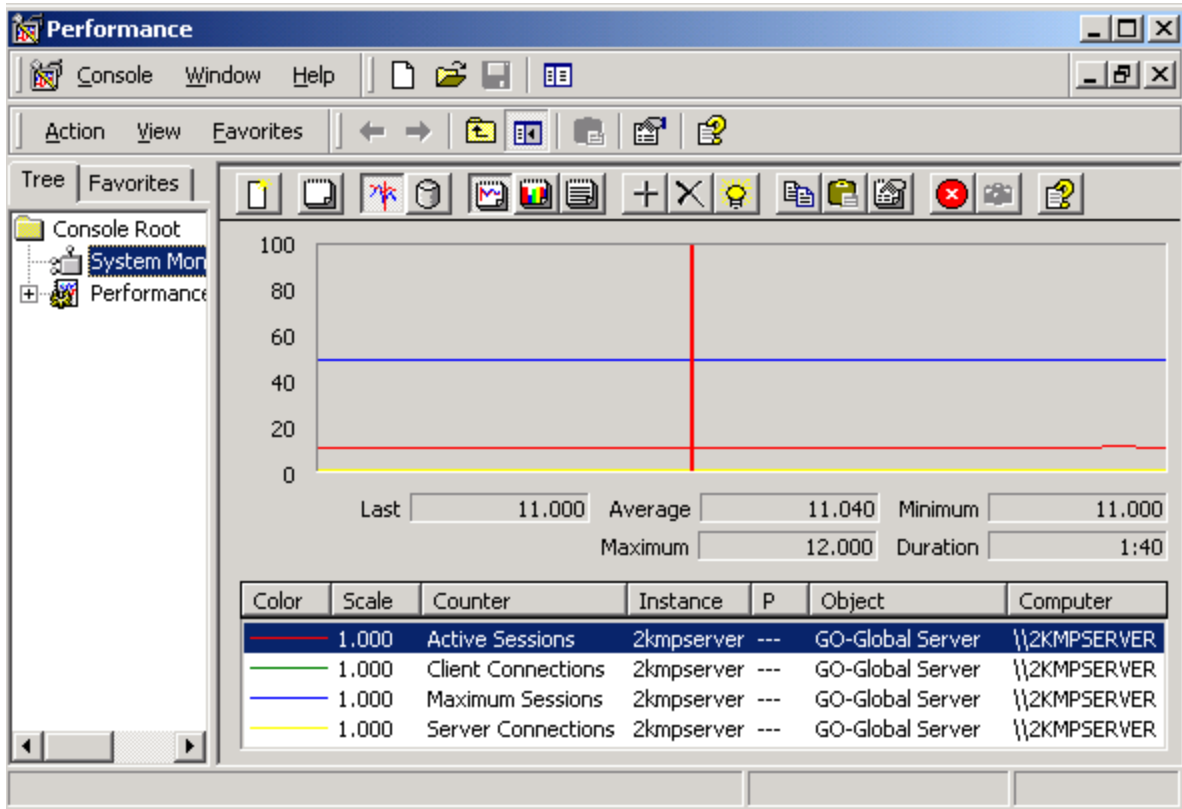 Performance
Console Window Help
Action View Favorites
Tree Favorites
Console Root
System Mon
Performance
100
80
60
40
20
0
Last 11.000 Average 11.040 Minimum 11.000
Maximum 12.000 Duration 1:40
Color Scale Counter Instance P Object Computer
1.000 Active Sessions 2kmpserver --- GO-Global Server \\2KMPSERVER
1.000 Client Connections 2kmpserver --- GO-Global Server \\2KMPSERVER
1.000 Maximum Sessions 2kmpserver --- GO-Global Server \\2KMPSERVER
1.000 Server Connections 2kmpserver --- GO-Global Server \\2KMPSERVER